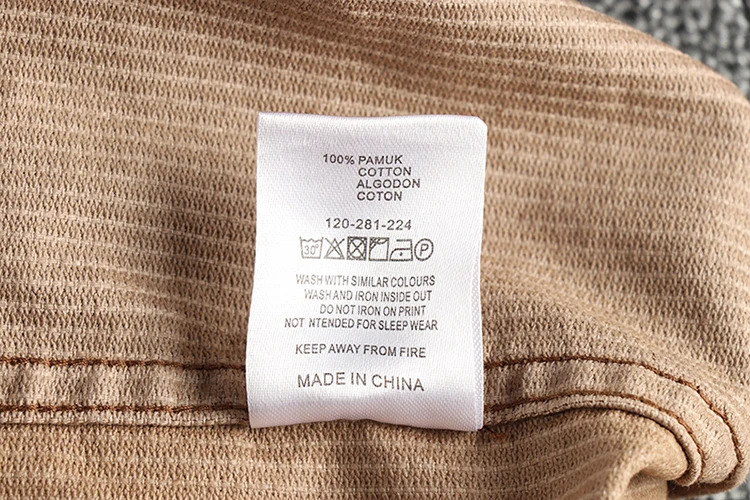 100% PAMUK
COTTON
ALGODON
COTON
120-281-224
30° P
WASH WITH SIMILAR COLOURS
WASH AND IRON INSIDE OUT
DO NOT IRON ON PRINT
NOT NTENDED FOR SLEEP WEAR
KEEP AWAY FROM FIRE
MADE IN CHINA